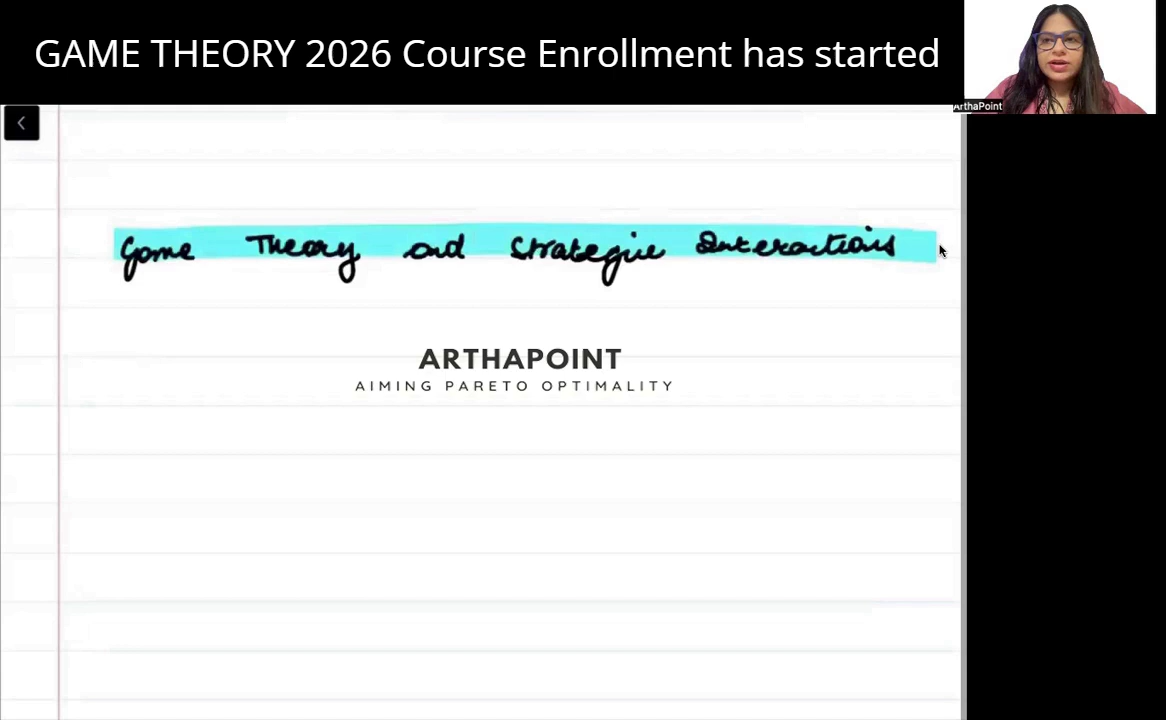 GAME THEORY 2026 Course Enrollment has started
ArthaPoint
Game Theory and Strategic Interactions
ARTHAPOINT
AIMING PARETO OPTIMALITY